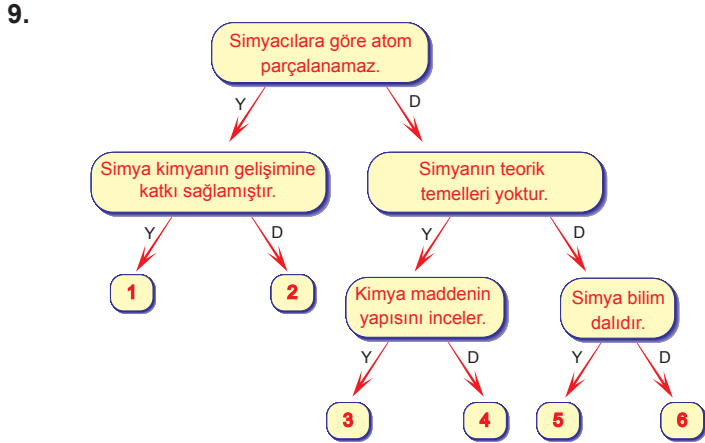 9.
Simyacılara göre atom
parçalanamaz.
Y
D
Simya kimyanın gelişimine
katkı sağlamıştır.
Simyanın teorik
temelleri yoktur.
Y
D
Y
D
1
2
Kimya maddenin
yapısını inceler.
Simya bilim
dalıdır.
Y
D
Y
D
3
4
5
6